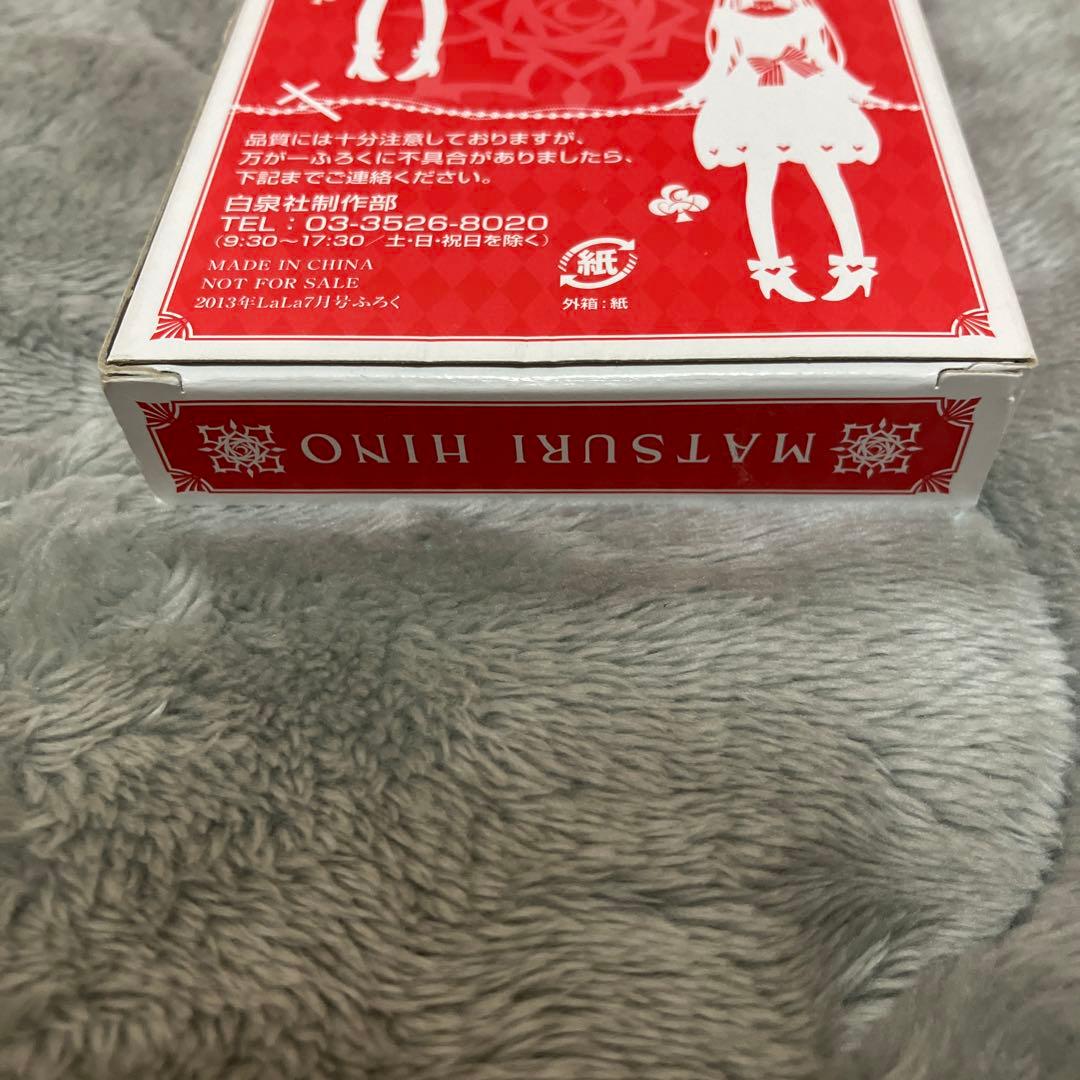 品質には十分注意しておりますが、
万が一ふろくに不具合がありましたら、
下記までご連絡ください。
白泉社制作部
TEL：03-3526-8020
（9:30〜17:30／土・日・祝日を除く）
MADE IN CHINA
NOT FOR SALE
2013年LaLa7月号ふろく
紙
外箱：紙
MATSURI HINO